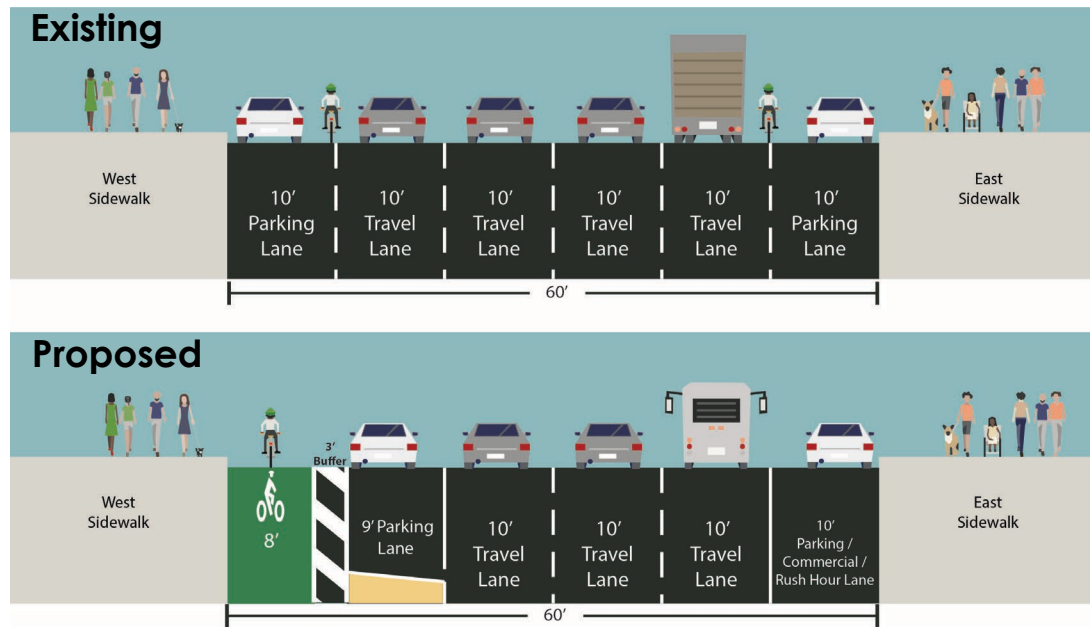 Existing
West
Sidewalk
10’
Parking
Lane
10’
Travel
Lane
10’
Travel
Lane
10’
Travel
Lane
10’
Travel
Lane
10’
Parking
Lane
East
Sidewalk
60’
Proposed
West
Sidewalk
8’
3’
Buffer
9’ Parking
Lane
10’
Travel
Lane
10’
Travel
Lane
10’
Travel
Lane
10’
Parking /
Commercial /
Rush Hour Lane
East
Sidewalk
60’